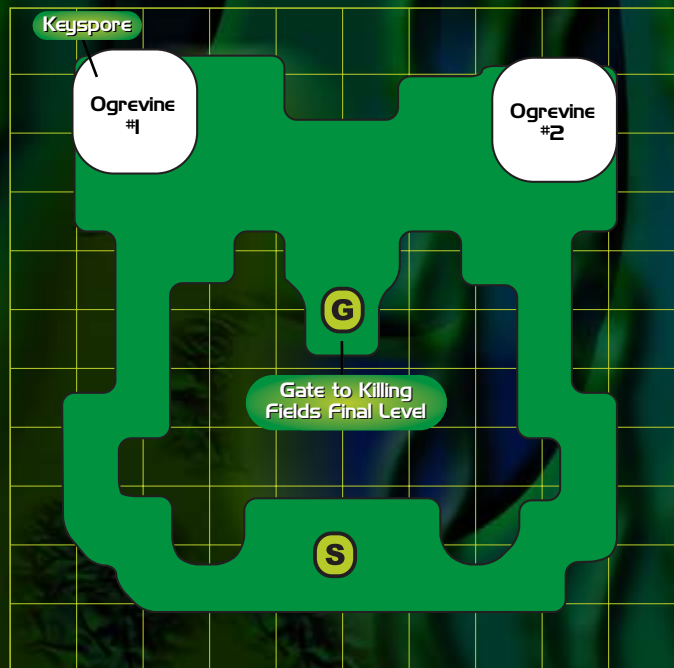 Keyspore
Ogrevine
#1
Ogrevine
#2
G
Gate to Killing
Fields Final Level
S